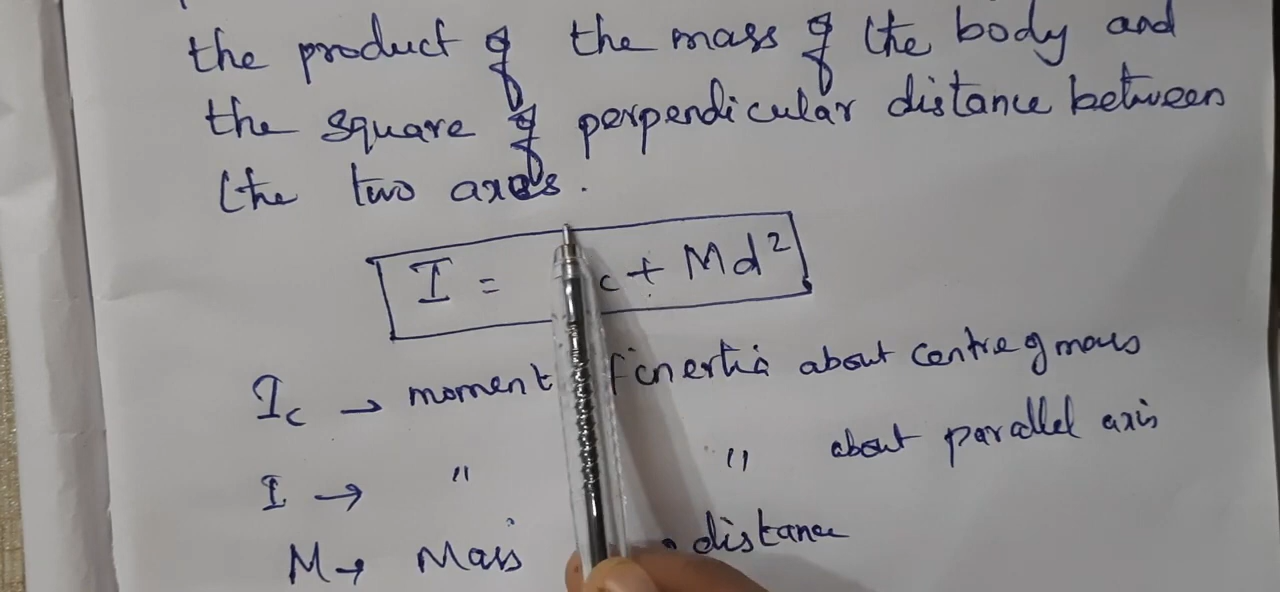 the product of the mass of the body and
the square of perpendicular distance between
the two axes.
I = c + Md²
I_c → moment f inertia about centre of mass
I → " " about parallel axis
M → Mass distance